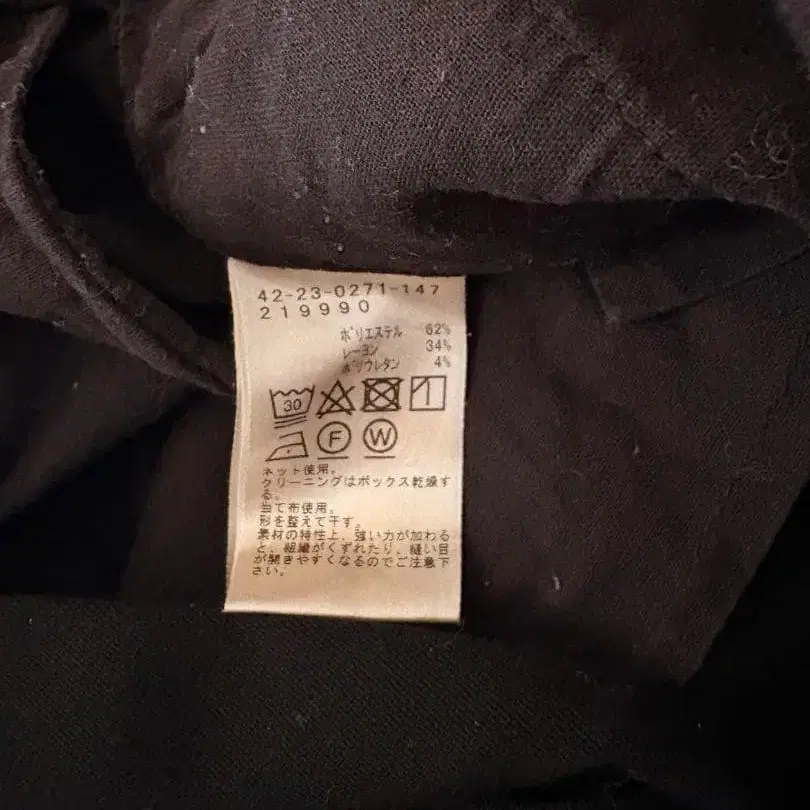 42-23-0271-147
219990
ポリエステル 62%
レーヨン 34%
ポリウレタン 4%
30
F W
ネット使用。
クリーニングはボックス乾燥す
る。
当て布使用。
形を整えて干す。
素材の特性上、強い力が加わる
と、組織がくずれたり、縫い目
が開きやすくなるのでご注意下
さい。